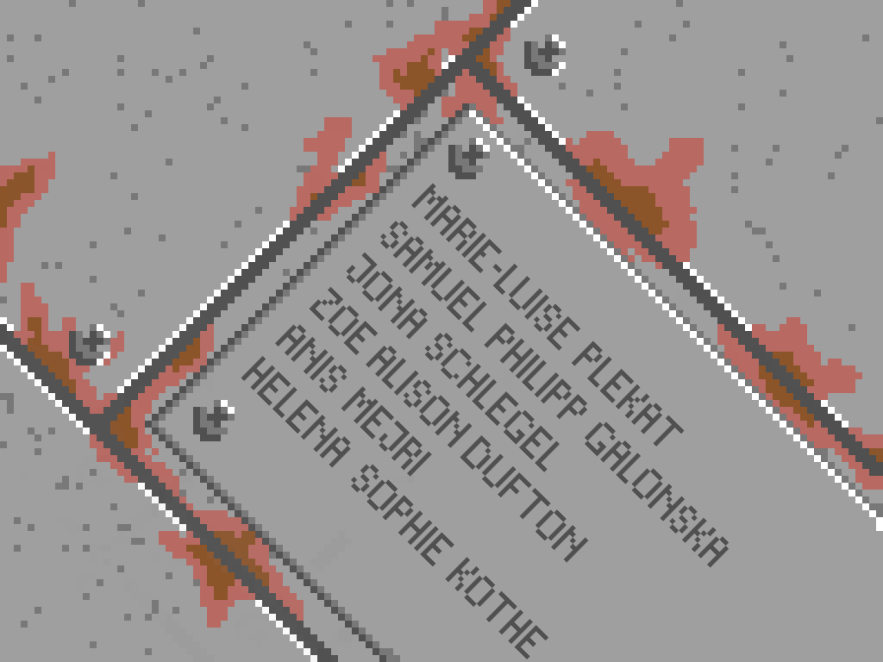 MARIE-LUISE PLEKAT
SAMUEL PHILIPP GALONSKA
JONA SCHLEGEL
ZOE ALISON DUFTON
ANIS MEJRI
HELENA SOPHIE KOTHE